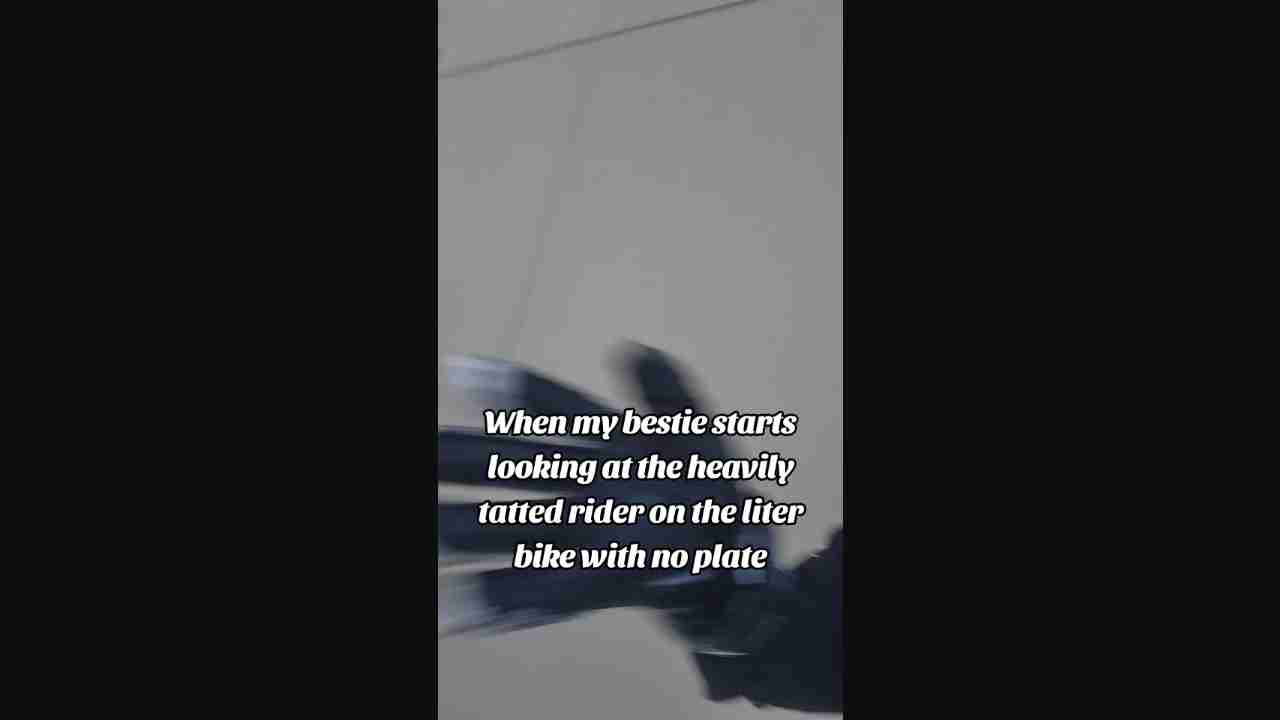 When my bestie starts
looking at the heavily
tatted rider on the liter
bike with no plate